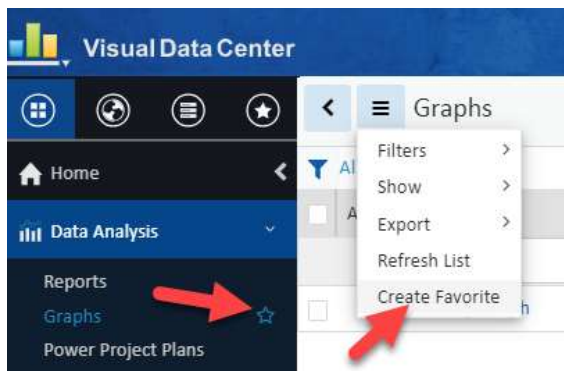 Visual Data Center
Graphs
Home
Data Analysis
Reports
Graphs
Power Project Plans
Al
A
Filters
Show
Export
Refresh List
Create Favorite
h